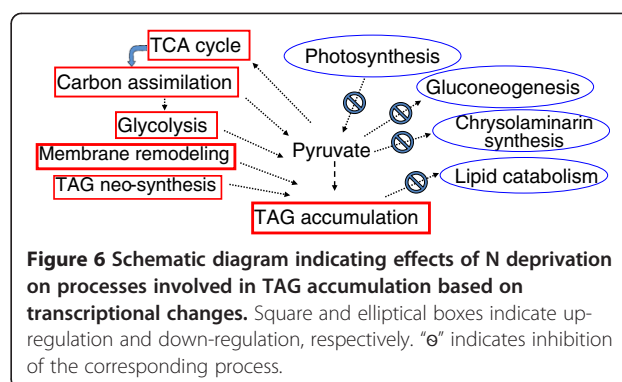 TCA cycle
Photosynthesis
Carbon assimilation
Gluconeogenesis
Glycolysis
Chrysolaminarin
synthesis
Membrane remodeling
Pyruvate
TAG neo-synthesis
Lipid catabolism
TAG accumulation
Figure 6 Schematic diagram indicating effects of N deprivation
on processes involved in TAG accumulation based on
transcriptional changes. Square and elliptical boxes indicate up-
regulation and down-regulation, respectively. “ɵ” indicates inhibition
of the corresponding process.